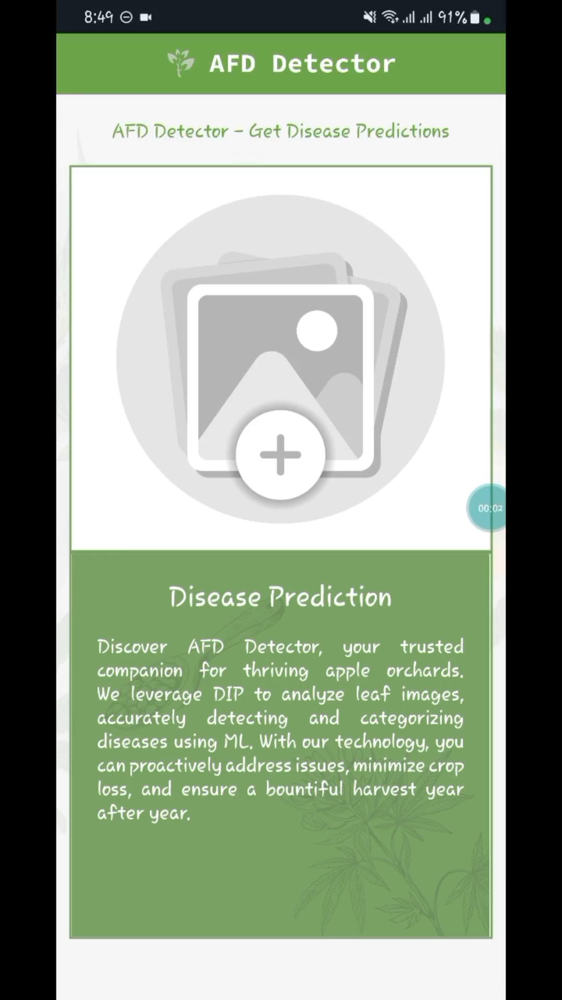 8:49
91%
AFD Detector
AFD Detector - Get Disease Predictions
00:02
Disease Prediction
Discover AFD Detector, your trusted
companion for thriving apple orchards.
We leverage DIP to analyze leaf images,
accurately detecting and categorizing
diseases using ML. With our technology, you
can proactively address issues, minimize crop
loss, and ensure a bountiful harvest year
after year.